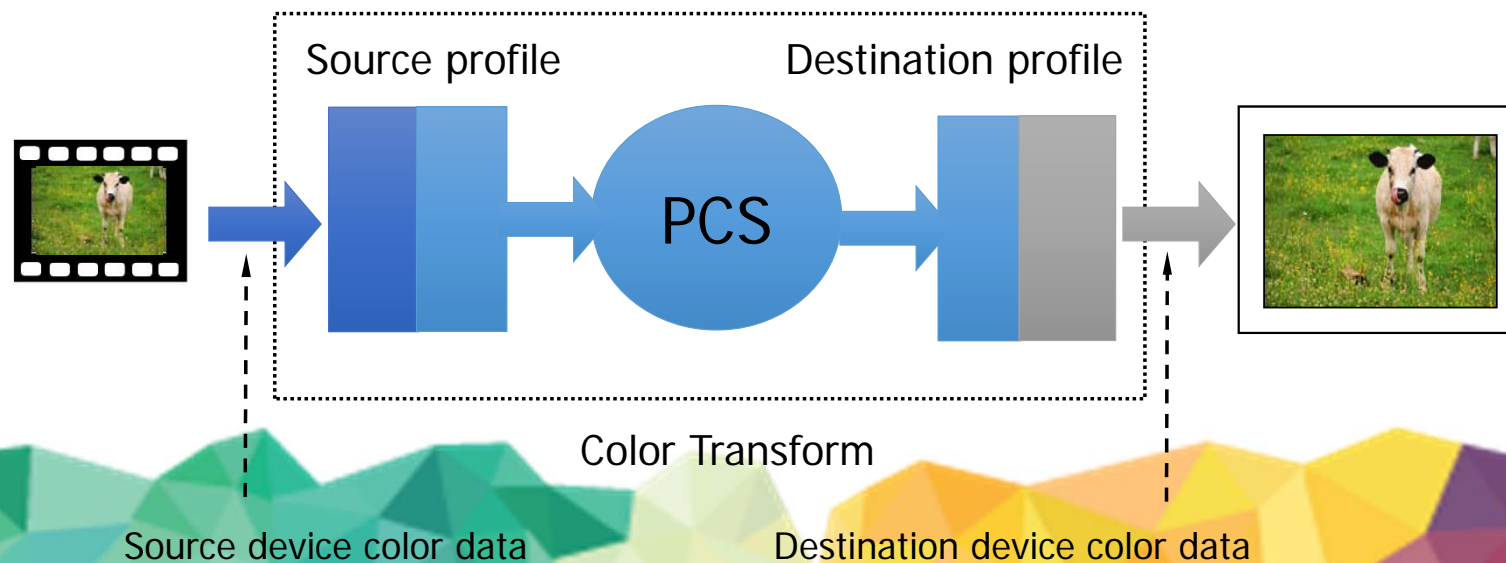 Source profile
Destination profile
PCS
Color Transform
Source device color data
Destination device color data